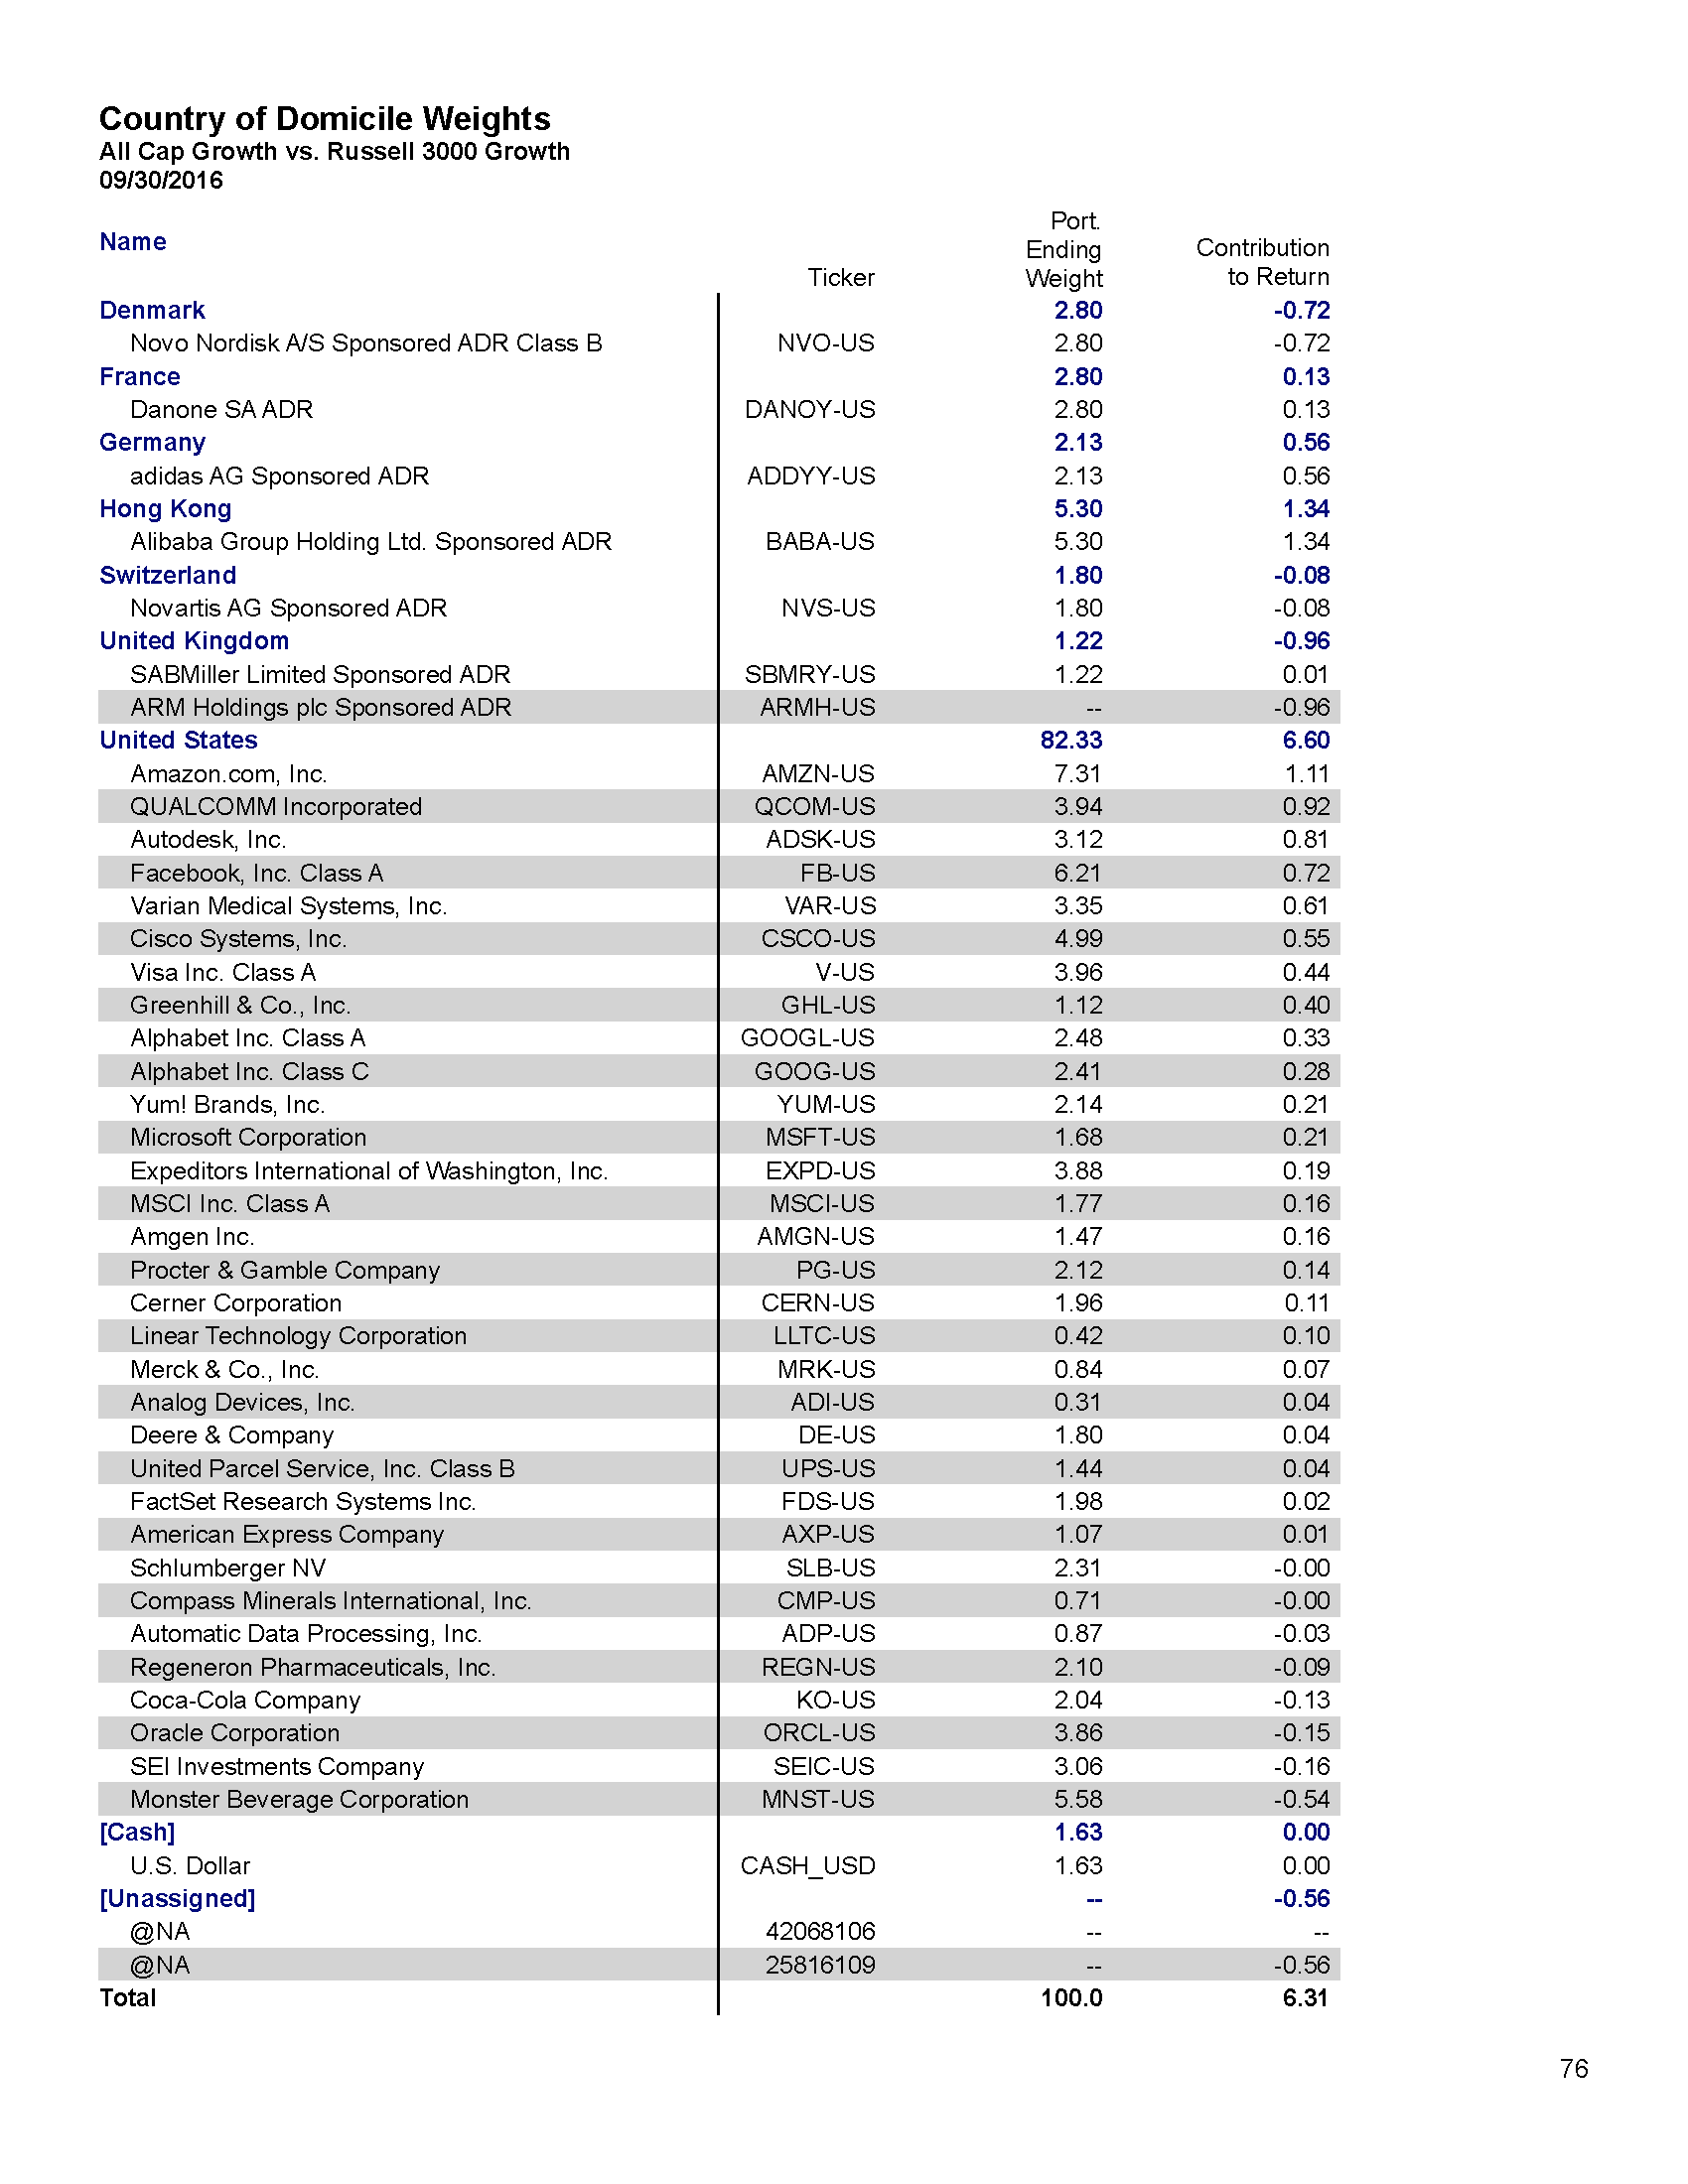 Country of Domicile Weights
All Cap Growth vs. Russell 3000 Growth
09/30/2016
Name Ticker Port. Ending Weight Contribution to Return
Denmark 2.80 -0.72
Novo Nordisk A/S Sponsored ADR Class B NVO-US 2.80 -0.72
France 2.80 0.13
Danone SA ADR DANOY-US 2.80 0.13
Germany 2.13 0.56
adidas AG Sponsored ADR ADDYY-US 2.13 0.56
Hong Kong 5.30 1.34
Alibaba Group Holding Ltd. Sponsored ADR BABA-US 5.30 1.34
Switzerland 1.80 -0.08
Novartis AG Sponsored ADR NVS-US 1.80 -0.08
United Kingdom 1.22 -0.96
SABMiller Limited Sponsored ADR SBMRY-US 1.22 0.01
ARM Holdings plc Sponsored ADR ARMH-US -- -0.96
United States 82.33 6.60
Amazon.com, Inc. AMZN-US 7.31 1.11
QUALCOMM Incorporated QCOM-US 3.94 0.92
Autodesk, Inc. ADSK-US 3.12 0.81
Facebook, Inc. Class A FB-US 6.21 0.72
Varian Medical Systems, Inc. VAR-US 3.35 0.61
Cisco Systems, Inc. CSCO-US 4.99 0.55
Visa Inc. Class A V-US 3.96 0.44
Greenhill & Co., Inc. GHL-US 1.12 0.40
Alphabet Inc. Class A GOOGL-US 2.48 0.33
Alphabet Inc. Class C GOOG-US 2.41 0.28
Yum! Brands, Inc. YUM-US 2.14 0.21
Microsoft Corporation MSFT-US 1.68 0.21
Expeditors International of Washington, Inc. EXPD-US 3.88 0.19
MSCI Inc. Class A MSCI-US 1.77 0.16
Amgen Inc. AMGN-US 1.47 0.16
Procter & Gamble Company PG-US 2.12 0.14
Cerner Corporation CERN-US 1.96 0.11
Linear Technology Corporation LLTC-US 0.42 0.10
Merck & Co., Inc. MRK-US 0.84 0.07
Analog Devices, Inc. ADI-US 0.31 0.04
Deere & Company DE-US 1.80 0.04
United Parcel Service, Inc. Class B UPS-US 1.44 0.04
FactSet Research Systems Inc. FDS-US 1.98 0.02
American Express Company AXP-US 1.07 0.01
Schlumberger NV SLB-US 2.31 -0.00
Compass Minerals International, Inc. CMP-US 0.71 -0.00
Automatic Data Processing, Inc. ADP-US 0.87 -0.03
Regeneron Pharmaceuticals, Inc. REGN-US 2.10 -0.09
Coca-Cola Company KO-US 2.04 -0.13
Oracle Corporation ORCL-US 3.86 -0.15
SEI Investments Company SEIC-US 3.06 -0.16
Monster Beverage Corporation MNST-US 5.58 -0.54
[Cash] 1.63 0.00
U.S. Dollar CASH_USD 1.63 0.00
[Unassigned] -- -0.56
@NA 42068106 -- --
@NA 25816109 -- -0.56
Total 100.0 6.31
76